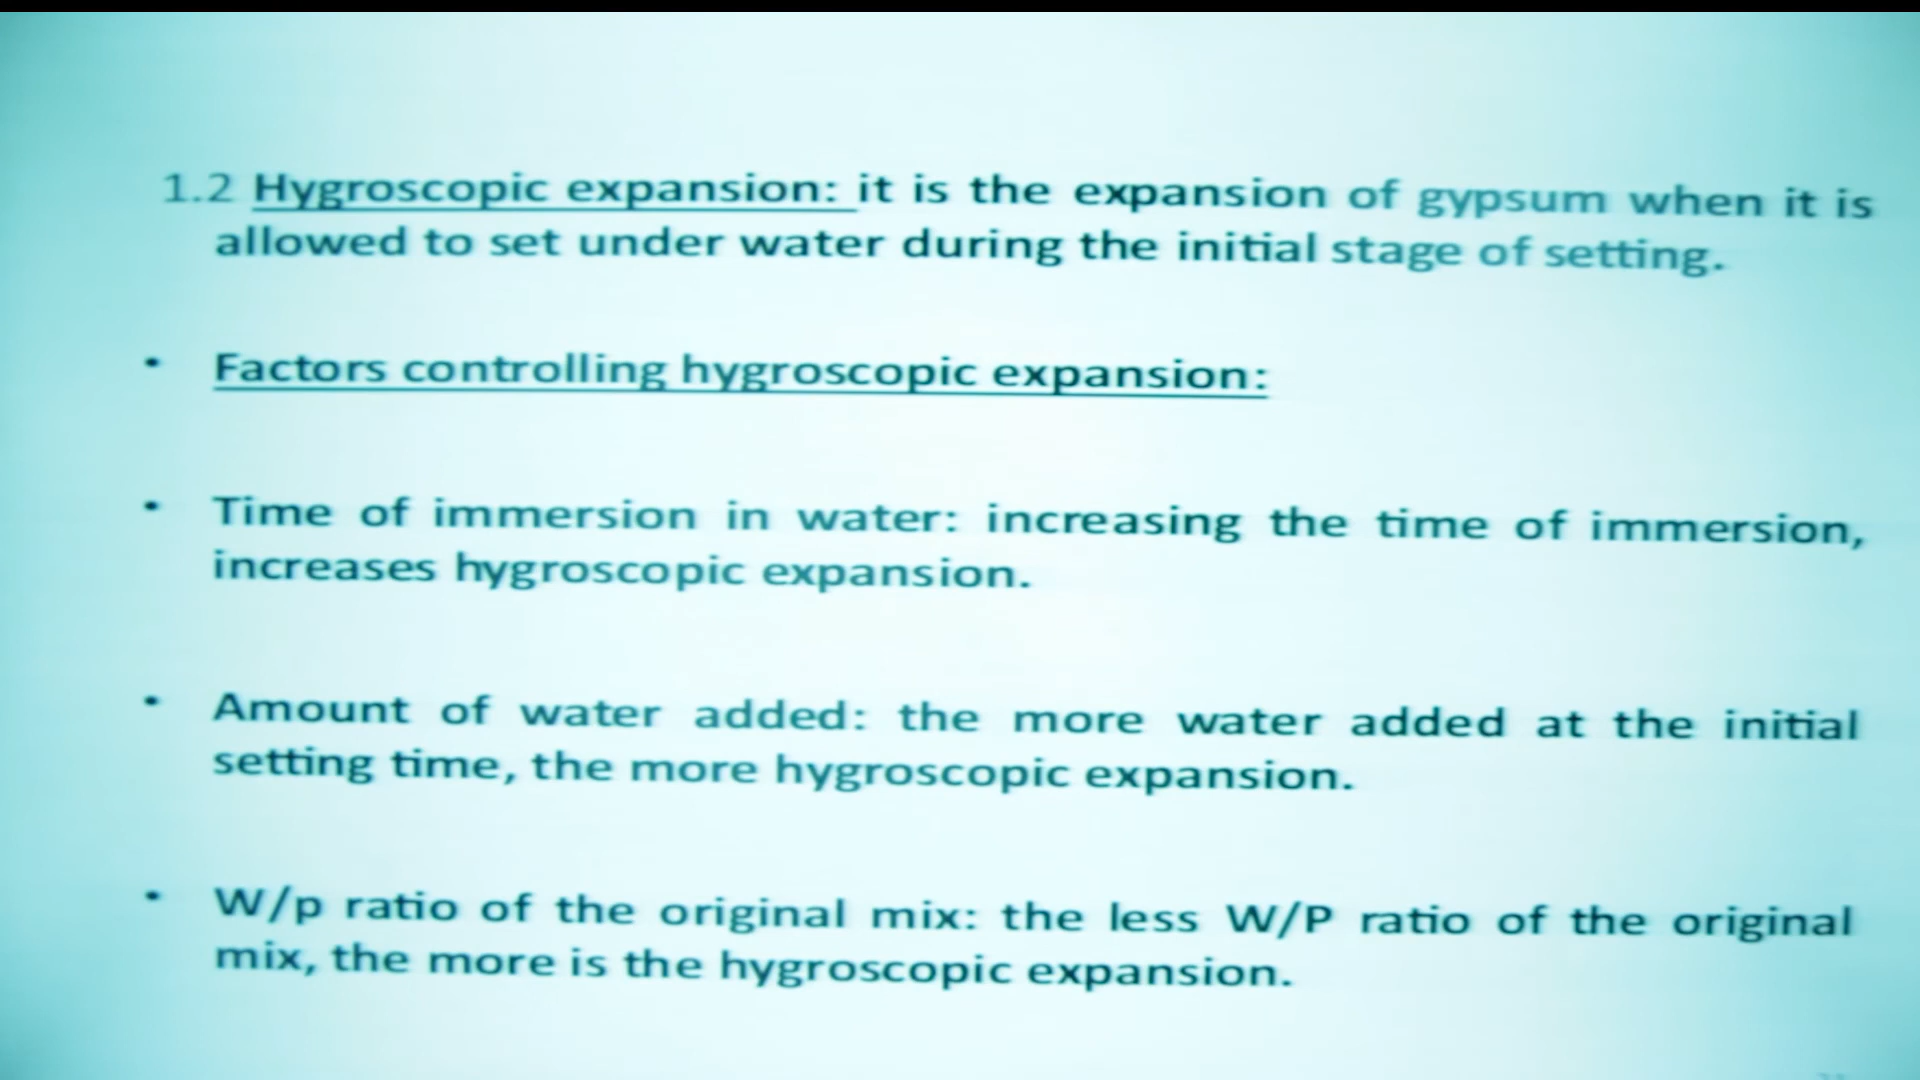 1.2 Hygroscopic expansion: it is the expansion of gypsum when it is
allowed to set under water during the initial stage of setting.
• Factors controlling hygroscopic expansion:
• Time of immersion in water: increasing the time of immersion,
increases hygroscopic expansion.
• Amount of water added: the more water added at the initial
setting time, the more hygroscopic expansion.
• W/p ratio of the original mix: the less W/P ratio of the original
mix, the more is the hygroscopic expansion.